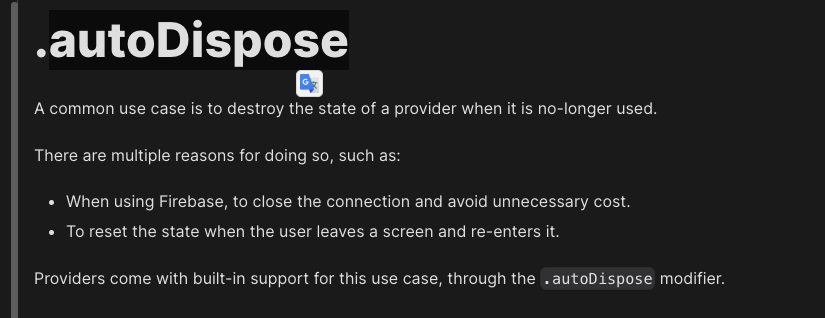 .autoDispose
A common use case is to destroy the state of a provider when it is no-longer used.
There are multiple reasons for doing so, such as:
• When using Firebase, to close the connection and avoid unnecessary cost.
• To reset the state when the user leaves a screen and re-enters it.
Providers come with built-in support for this use case, through the .autoDispose modifier.